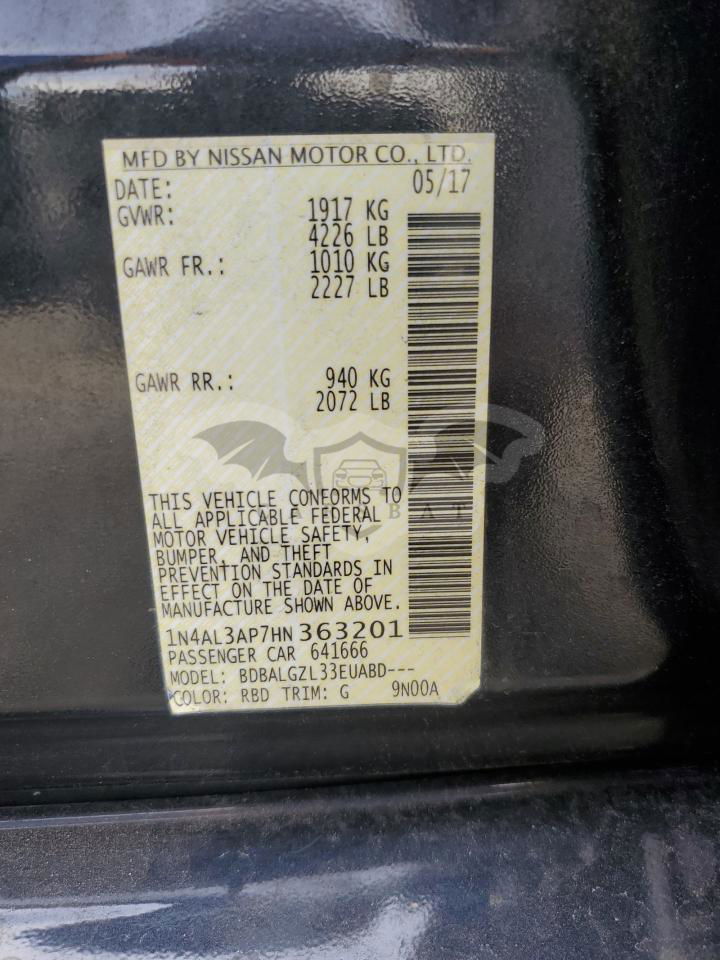 MFD BY NISSAN MOTOR CO., LTD.
DATE: 05/17
GVWR: 1917 KG
4226 LB
GAWR FR.: 1010 KG
2227 LB
GAWR RR.: 940 KG
2072 LB
THIS VEHICLE CONFORMS TO
ALL APPLICABLE FEDERAL
MOTOR VEHICLE SAFETY,
BUMPER, AND THEFT
PREVENTION STANDARDS IN
EFFECT ON THE DATE OF
MANUFACTURE SHOWN ABOVE.
1N4AL3AP7HN 363201
PASSENGER CAR 641666
MODEL: BDBALGZL33EUABD---
COLOR: RBD TRIM: G 9N00A